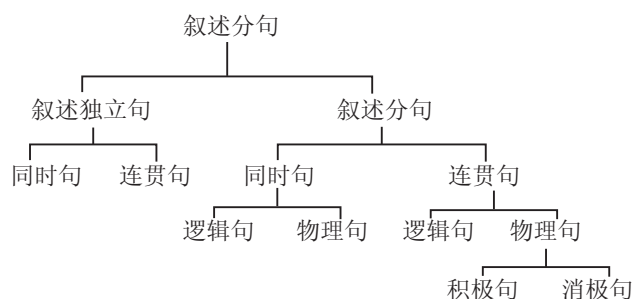 叙述分句
叙述独立句 叙述分句
同时句 连贯句 同时句 连贯句
逻辑句 物理句 逻辑句 物理句
积极句 消极句